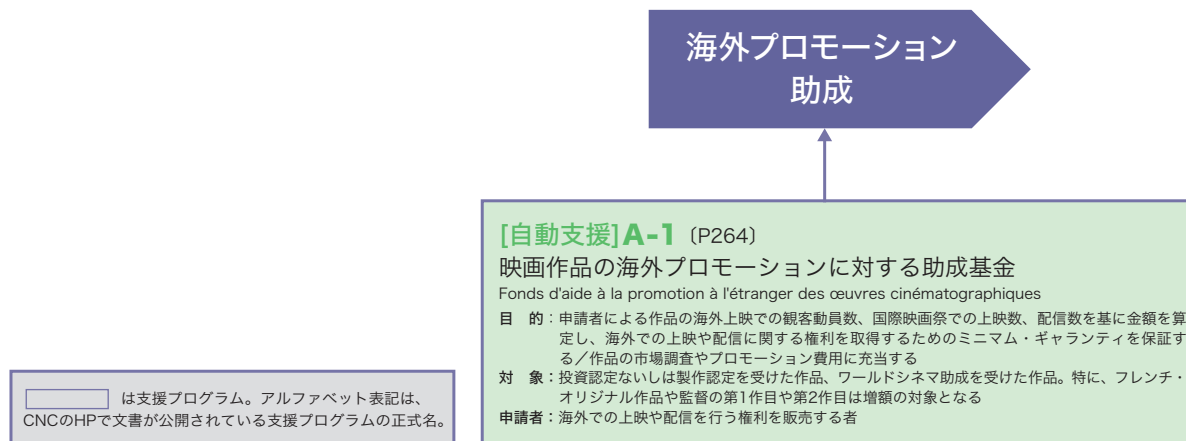 海外プロモーション
助成
[自動支援]A-1〔P264〕
映画作品の海外プロモーションに対する助成基金
Fonds d'aide à la promotion à l'étranger des œuvres cinématographiques
目　的：申請者による作品の海外上映での観客動員数、国際映画祭での上映数、配信数を基に金額を算
定し、海外での上映や配信に関する権利を取得するためのミニマム・ギャランティを保証す
る／作品の市場調査やプロモーション費用に充当する
対　象：投資認定ないしは製作認定を受けた作品、ワールドシネマ助成を受けた作品。特に、フレンチ・
オリジナル作品や監督の第1作目や第2作目は増額の対象となる
申請者：海外での上映や配信を行う権利を販売する者
は支援プログラム。アルファベット表記は、
CNCのHPで文書が公開されている支援プログラムの正式名。